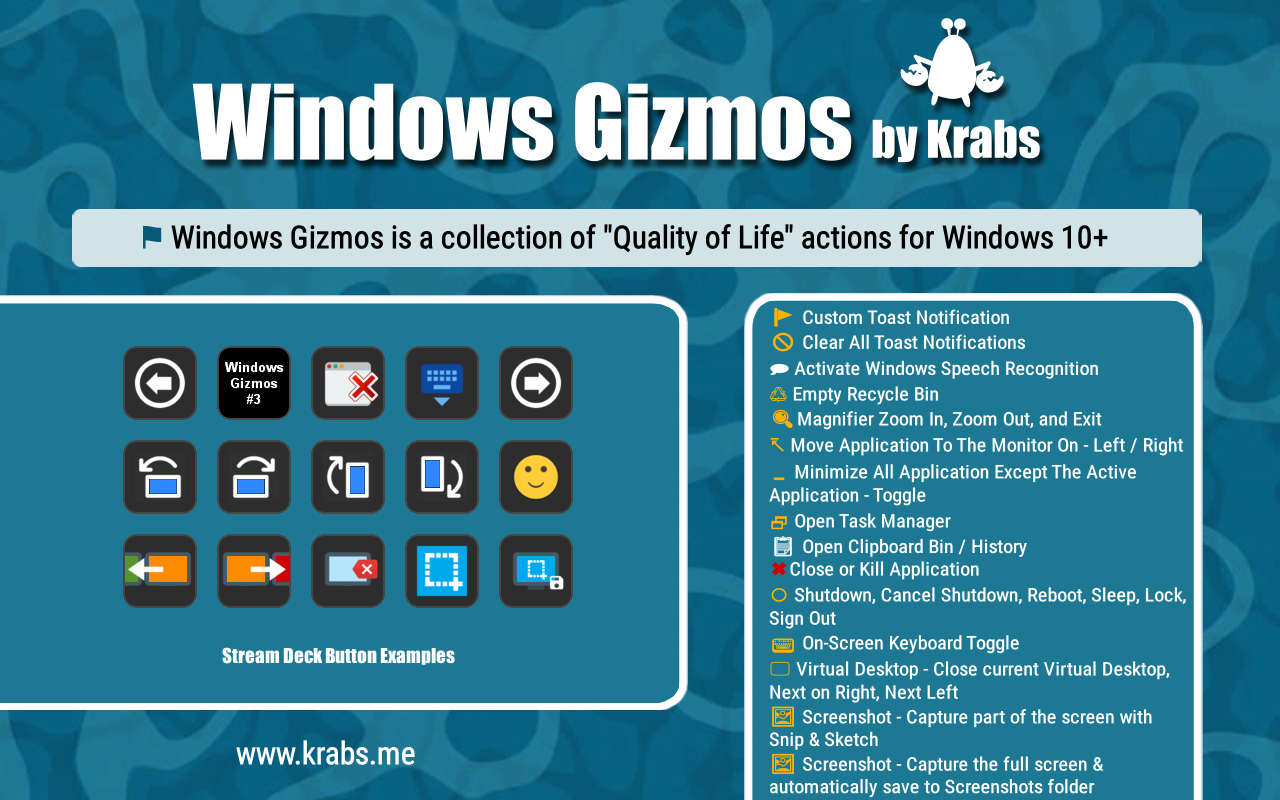 Windows Gizmos by Krabs
Windows Gizmos is a collection of "Quality of Life" actions for Windows 10+
Windows
Gizmos
#3
Stream Deck Button Examples
www.krabs.me
Custom Toast Notification
Clear All Toast Notifications
Activate Windows Speech Recognition
Empty Recycle Bin
Magnifier Zoom In, Zoom Out, and Exit
Move Application To The Monitor On - Left / Right
Minimize All Application Except The Active
Application - Toggle
Open Task Manager
Open Clipboard Bin / History
Close or Kill Application
Shutdown, Cancel Shutdown, Reboot, Sleep, Lock,
Sign Out
On-Screen Keyboard Toggle
Virtual Desktop - Close current Virtual Desktop,
Next on Right, Next Left
Screenshot - Capture part of the screen with
Snip & Sketch
Screenshot - Capture the full screen &
automatically save to Screenshots folder